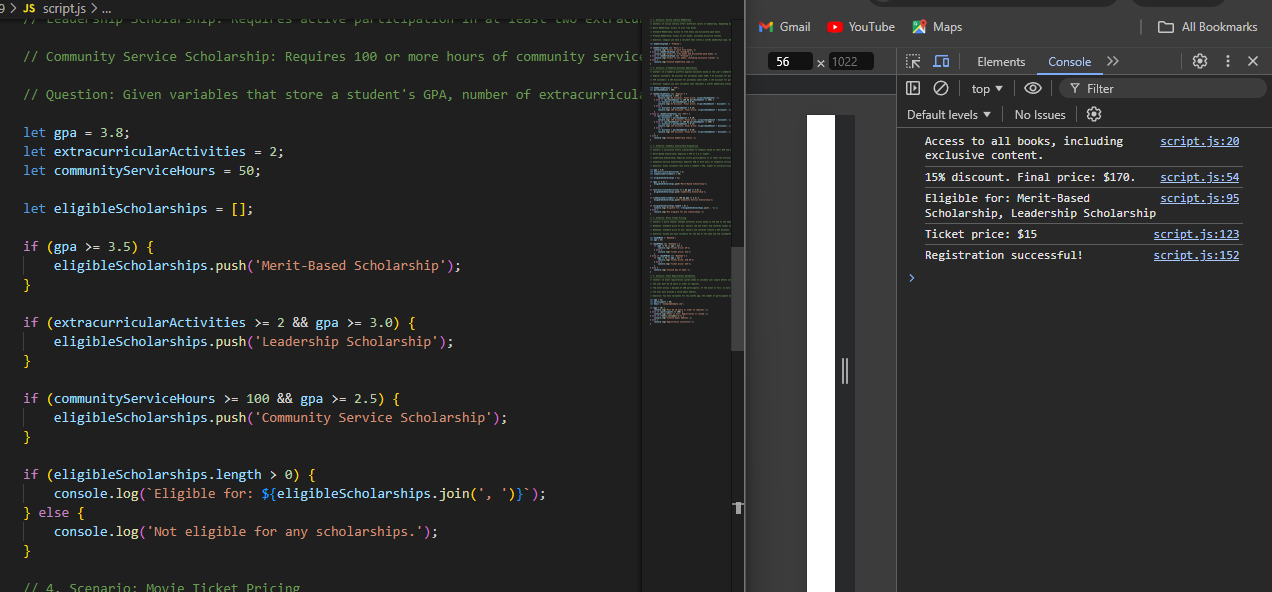 9 > JS script.js > ...
// Leadership Scholarship: Requires active participation in at least two extracur
// Community Service Scholarship: Requires 100 or more hours of community service
// Question: Given variables that store a student's GPA, number of extracurricula
let gpa = 3.8;
let extracurricularActivities = 2;
let communityServiceHours = 50;
let eligibleScholarships = [];
if (gpa >= 3.5) {
eligibleScholarships.push('Merit-Based Scholarship');
}
if (extracurricularActivities >= 2 && gpa >= 3.0) {
eligibleScholarships.push('Leadership Scholarship');
}
if (communityServiceHours >= 100 && gpa >= 2.5) {
eligibleScholarships.push('Community Service Scholarship');
}
if (eligibleScholarships.length > 0) {
console.log(`Eligible for: ${eligibleScholarships.join(', ')}`);
} else {
console.log('Not eligible for any scholarships.');
}
// 4. Scenario: Movie Ticket Pricing
Gmail YouTube Maps All Bookmarks
56 × 1022
Elements Console
top Filter
Default levels No Issues
Access to all books, including script.js:20
exclusive content.
15% discount. Final price: $170. script.js:54
Eligible for: Merit-Based script.js:95
Scholarship, Leadership Scholarship
Ticket price: $15 script.js:123
Registration successful! script.js:152